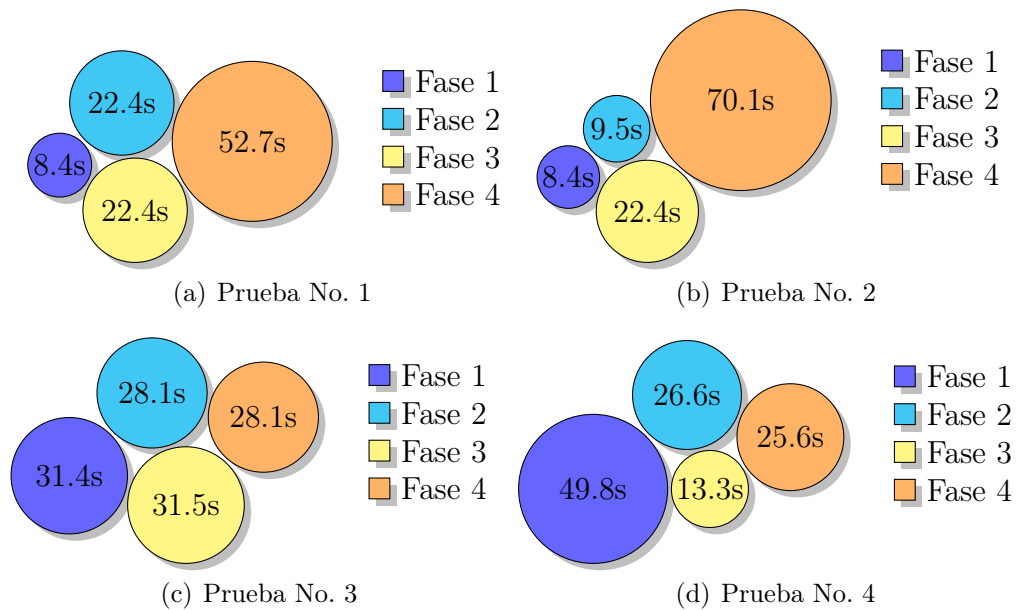 8.4s
22.4s
22.4s
52.7s
Fase 1
Fase 2
Fase 3
Fase 4
(a) Prueba No. 1
8.4s
9.5s
22.4s
70.1s
Fase 1
Fase 2
Fase 3
Fase 4
(b) Prueba No. 2
31.4s
28.1s
31.5s
28.1s
Fase 1
Fase 2
Fase 3
Fase 4
(c) Prueba No. 3
49.8s
26.6s
13.3s
25.6s
Fase 1
Fase 2
Fase 3
Fase 4
(d) Prueba No. 4